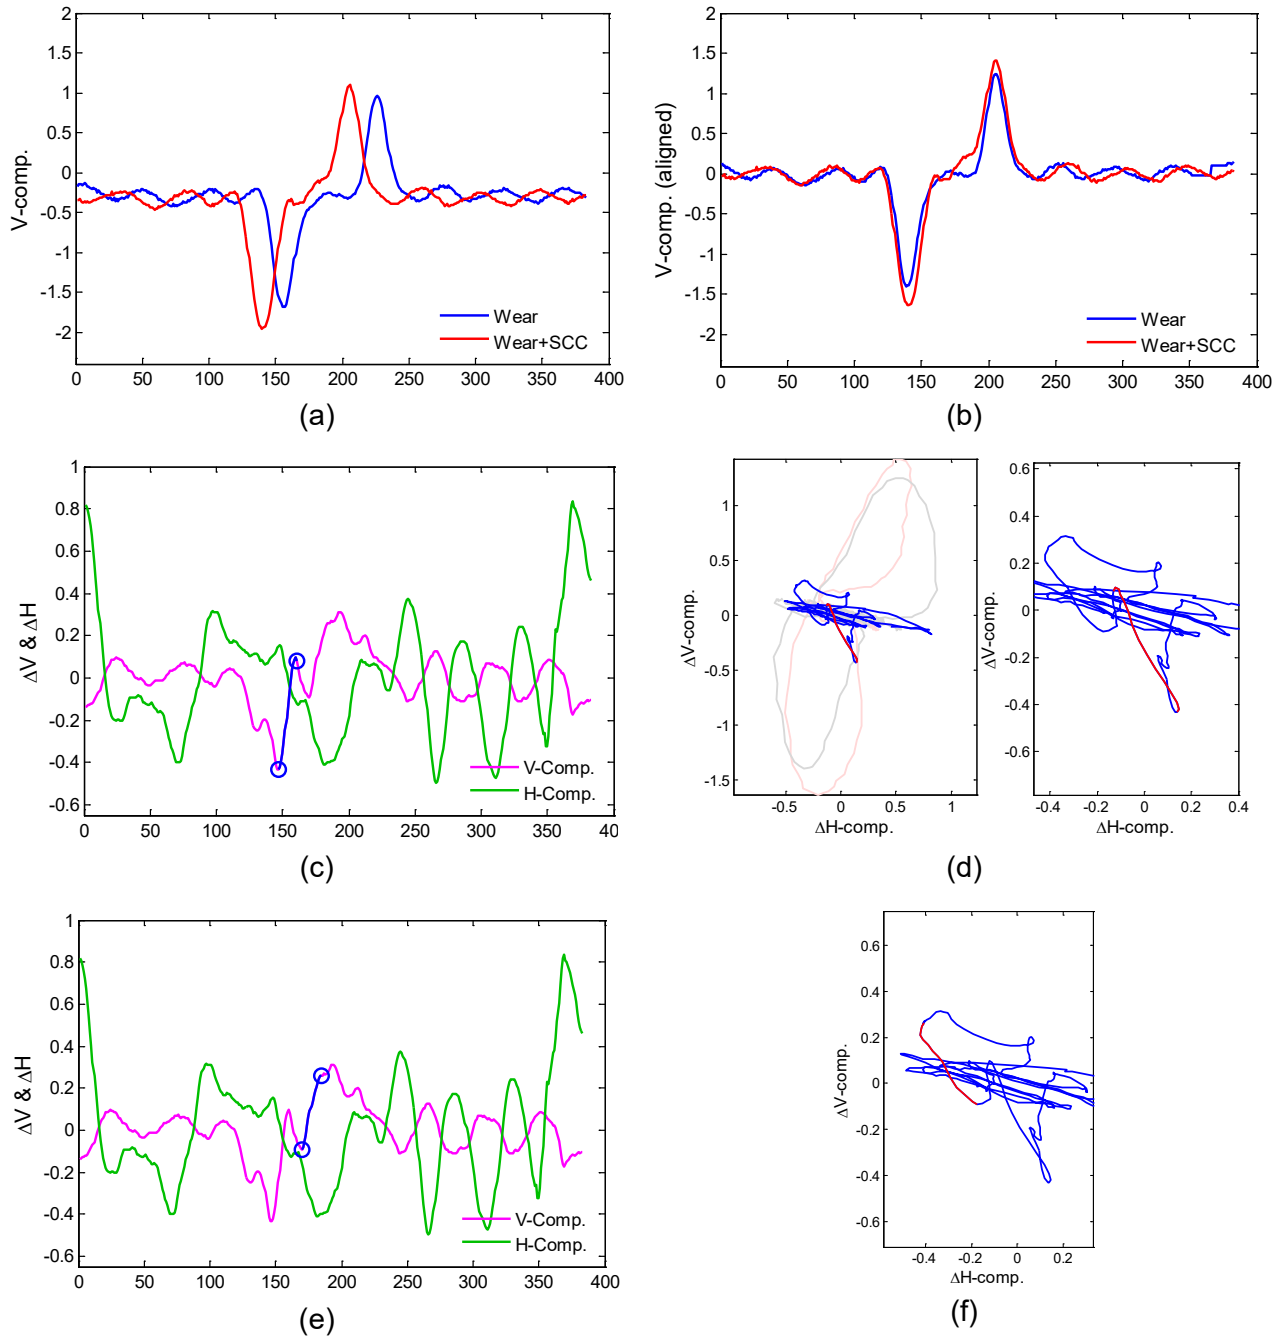 2
1.5
1
0.5
0
-0.5
-1
-1.5
-2
V-comp.
Wear
Wear+SCC
0 50 100 150 200 250 300 350 400
(a)
2
1.5
1
0.5
0
-0.5
-1
-1.5
-2
V-comp. (aligned)
Wear
Wear+SCC
0 50 100 150 200 250 300 350 400
(b)
1
0.8
0.6
0.4
0.2
0
-0.2
-0.4
-0.6
ΔV & ΔH
V-Comp.
H-Comp.
0 50 100 150 200 250 300 350 400
(c)
1
0.5
0
-0.5
-1
-1.5
ΔV-comp.
-0.5 0 0.5 1
ΔH-comp.
0.6
0.4
0.2
0
-0.2
-0.4
-0.6
ΔV-comp.
-0.4 -0.2 0 0.2 0.4
ΔH-comp.
(d)
1
0.8
0.6
0.4
0.2
0
-0.2
-0.4
-0.6
ΔV & ΔH
V-Comp.
H-Comp.
0 50 100 150 200 250 300 350 400
(e)
0.6
0.4
0.2
0
-0.2
-0.4
-0.6
ΔV-comp.
-0.4 -0.2 0 0.2
ΔH-comp.
(f)